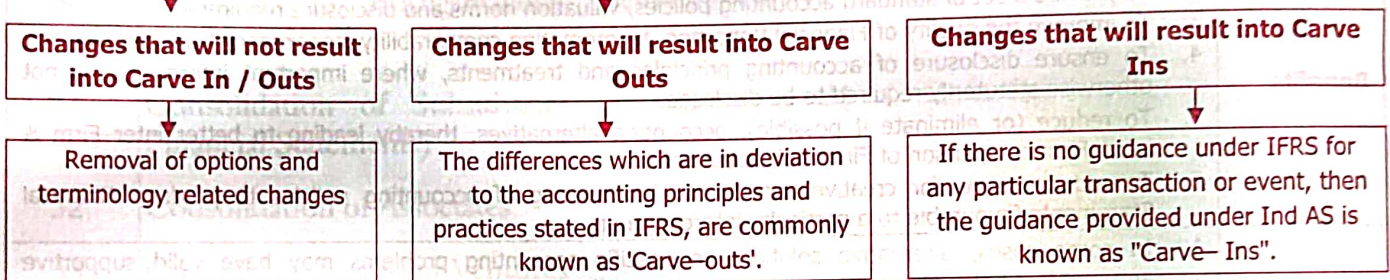 Changes that will not result
into Carve In / Outs
Changes that will result into Carve
Outs
Changes that will result into Carve
Ins
Removal of options and
terminology related changes
The differences which are in deviation
to the accounting principles and
practices stated in IFRS, are commonly
known as 'Carve–outs'.
If there is no guidance under IFRS for
any particular transaction or event, then
the guidance provided under Ind AS is
known as "Carve– Ins".